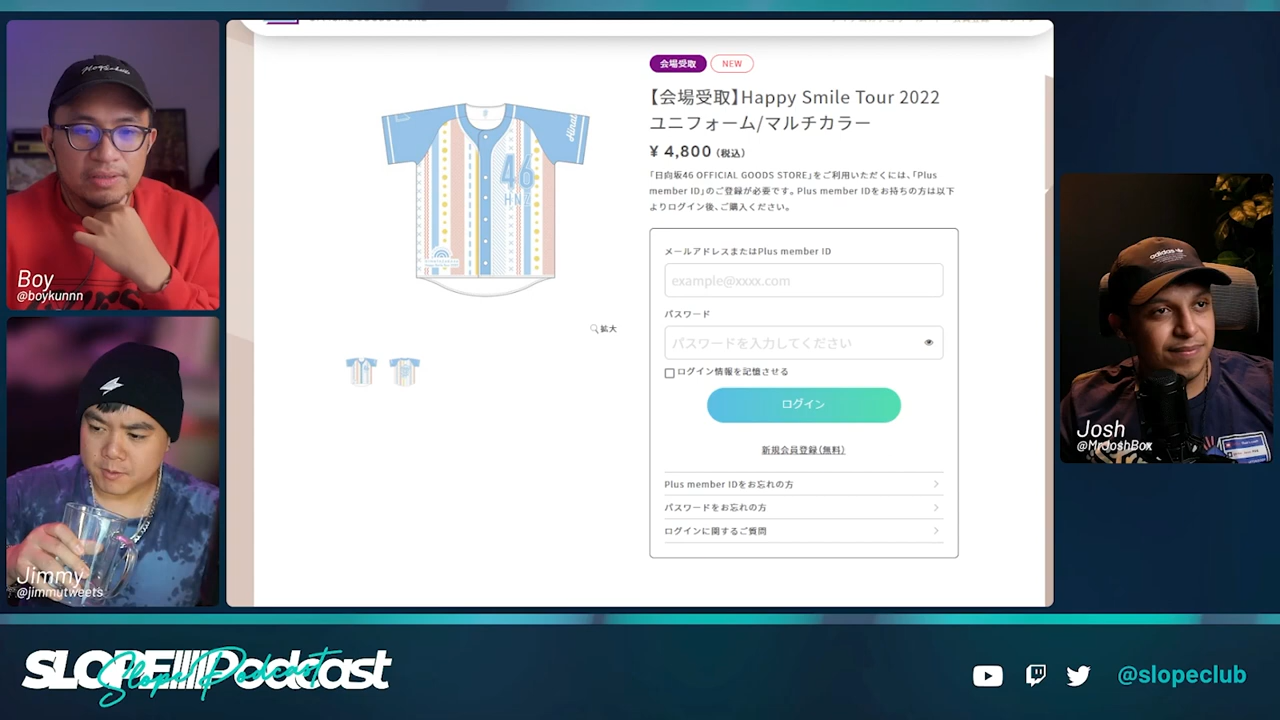 会場受取
NEW
【会場受取】Happy Smile Tour 2022
ユニフォーム/マルチカラー
¥ 4,800 (税込)
「日向坂46 OFFICIAL GOODS STORE」をご利用いただくには、「Plus
member ID」のご登録が必要です。Plus member IDをお持ちの方は以下
よりログイン後、ご購入ください。
メールアドレスまたはPlus member ID
example@xxxx.com
パスワード
パスワードを入力してください
ログイン情報を記憶させる
ログイン
新規会員登録(無料)
Plus member IDをお忘れの方
パスワードをお忘れの方
ログインに関するご質問
46
拡大
Boy
@boykunnn
Jimmy
@jimmutweets
adidas
Josh
@MrJoshBox
SLOPE Podcast
Slope Podcast
@slopeclub